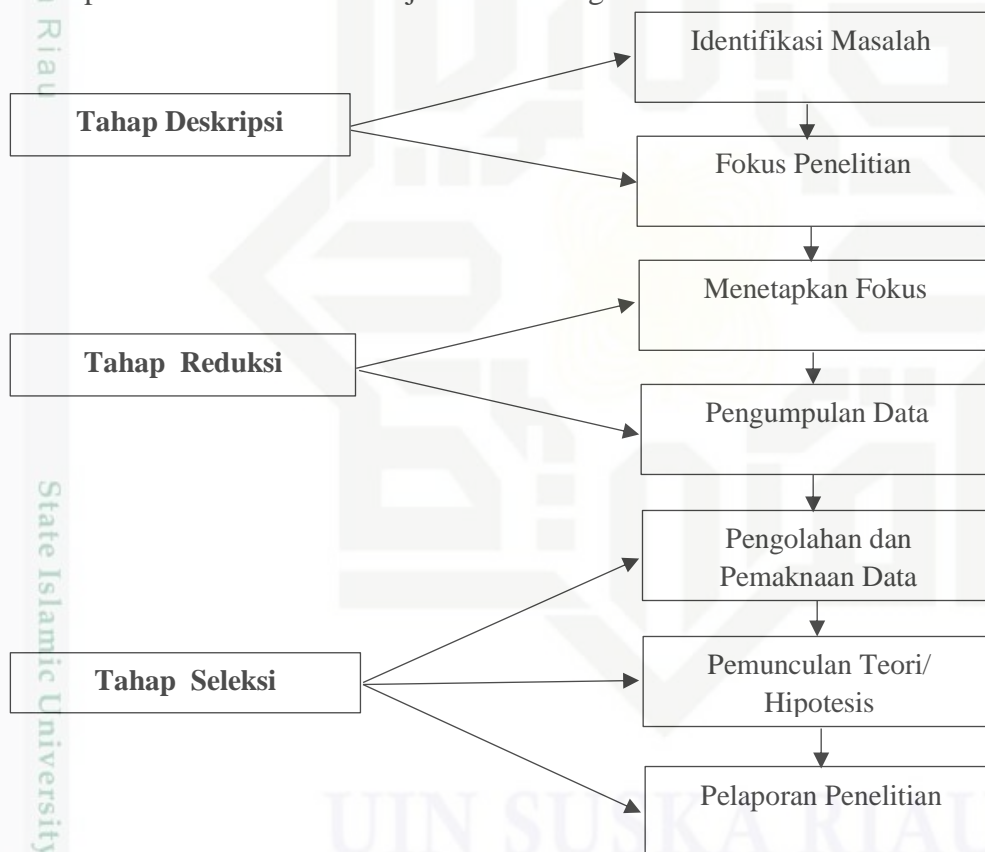 Riau
Identifikasi Masalah
Tahap Deskripsi
Fokus Penelitian
Menetapkan Fokus
Tahap Reduksi
Pengumpulan Data
State Islamic University
Pengolahan dan
Pemaknaan Data
Tahap Seleksi
Pemunculan Teori/
Hipotesis
Pelaporan Penelitian
UIN SUSKA RIAU